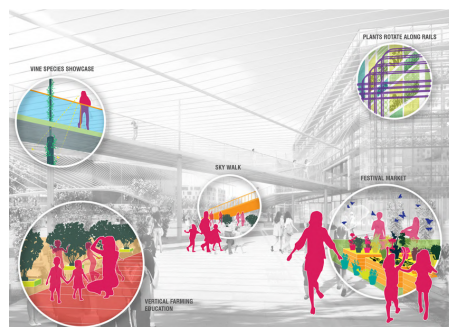 PLANTS ROTATE ALONG RAILS
VINE SPECIES SHOWCASE
SKY WALK
FESTIVAL MARKET
VERTICAL FARMING
EDUCATION